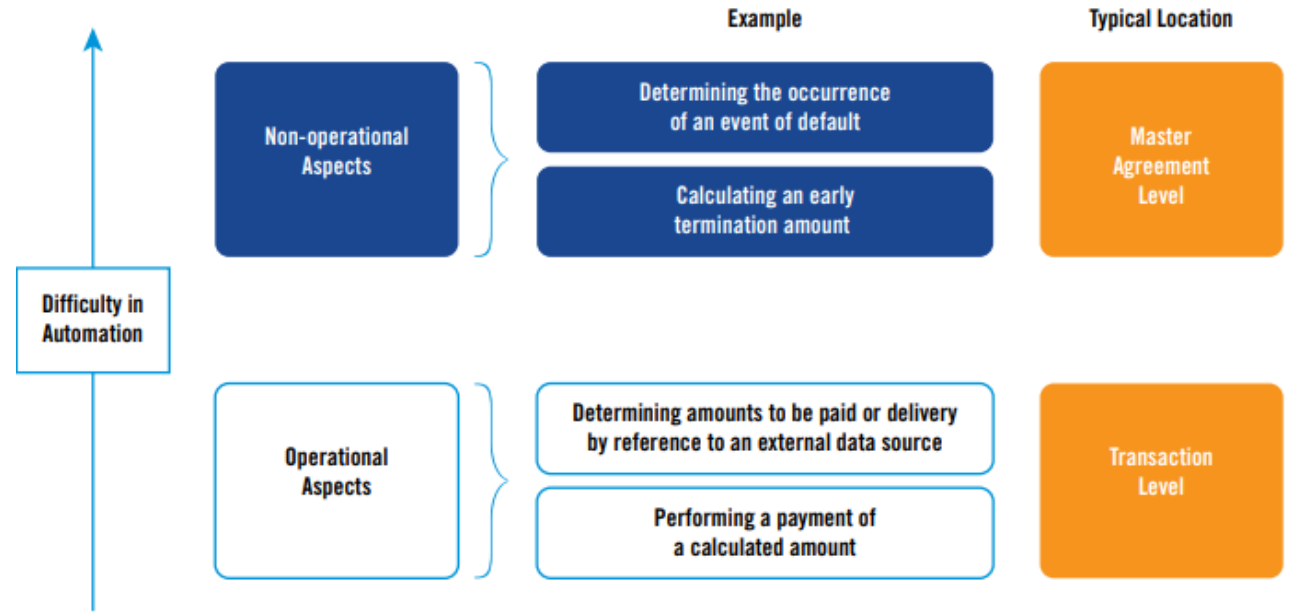 Example
Typical Location
Non-operational
Aspects
Determining the occurrence
of an event of default
Calculating an early
termination amount
Master
Agreement
Level
Difficulty in
Automation
Operational
Aspects
Determining amounts to be paid or delivery
by reference to an external data source
Performing a payment of
a calculated amount
Transaction
Level